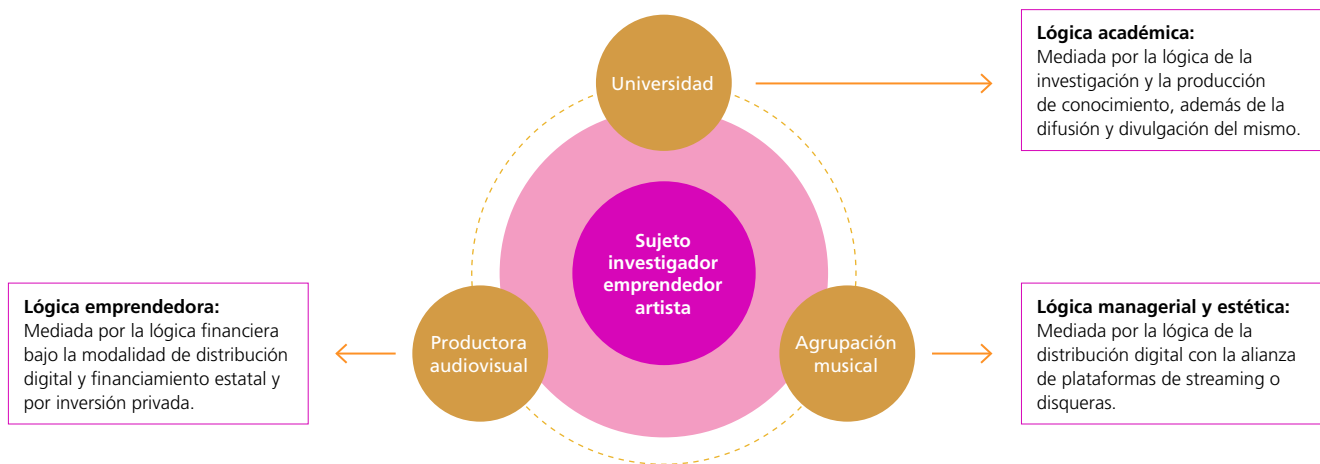 Universidad
Lógica académica:
Mediada por la lógica de la
investigación y la producción
de conocimiento, además de la
difusión y divulgación del mismo.
Sujeto
investigador
emprendedor
artista
Lógica emprendedora:
Mediada por la lógica financiera
bajo la modalidad de distribución
digital y financiamiento estatal y
por inversión privada.
Productora
audiovisual
Agrupación
musical
Lógica managerial y estética:
Mediada por la lógica de la
distribución digital con la alianza
de plataformas de streaming o
disqueras.